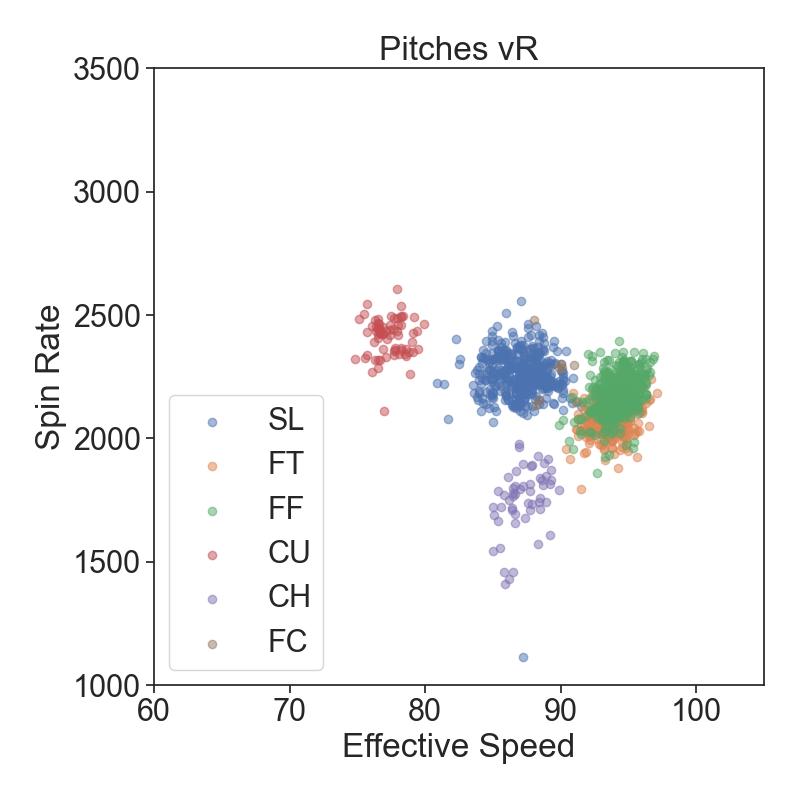 Pitches vR
3500
3000
2500
2000
1500
1000
Spin Rate
SL
FT
FF
CU
CH
FC
60 70 80 90 100
Effective Speed